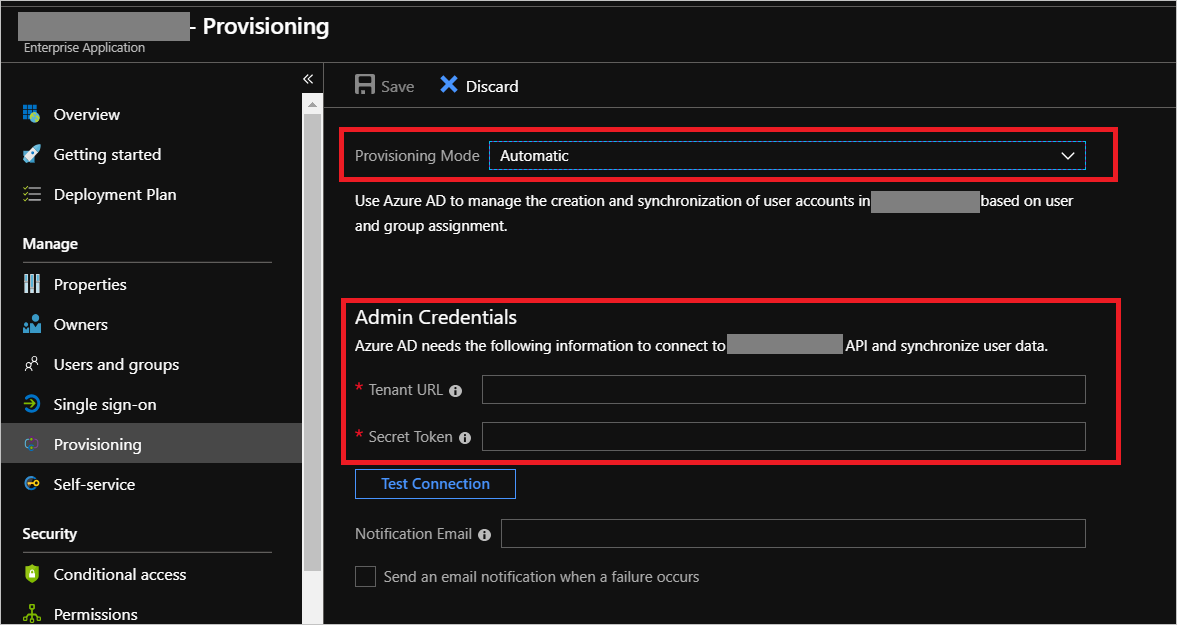 - Provisioning
Enterprise Application
«
Save
Discard
Overview
Getting started
Deployment Plan
Manage
Properties
Owners
Users and groups
Single sign-on
Provisioning
Self-service
Security
Conditional access
Permissions
Provisioning Mode
Automatic
Use Azure AD to manage the creation and synchronization of user accounts in based on user
and group assignment.
Admin Credentials
Azure AD needs the following information to connect to API and synchronize user data.
* Tenant URL
* Secret Token
Test Connection
Notification Email
Send an email notification when a failure occurs